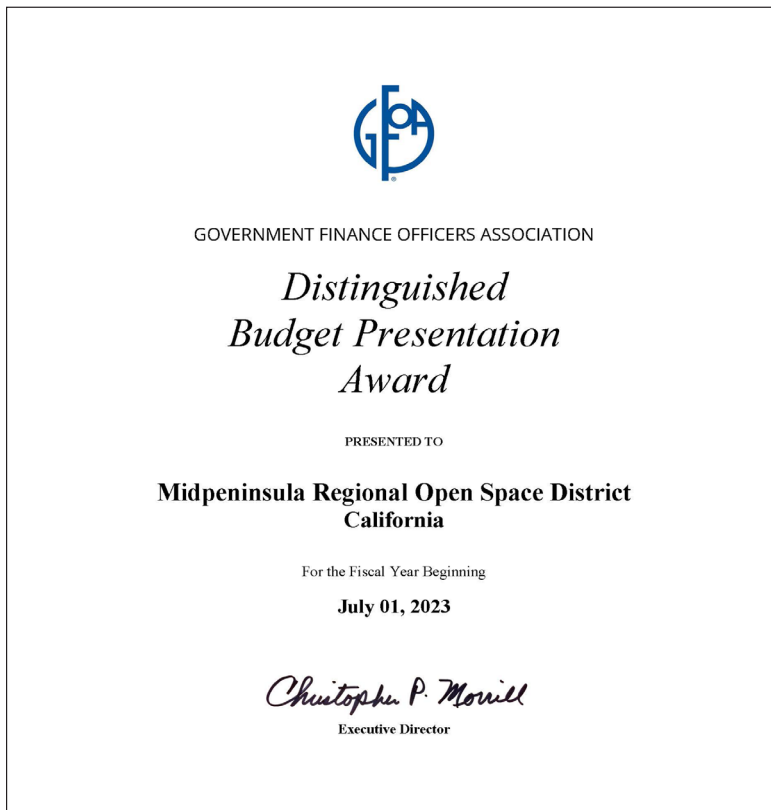 GFOA
®
GOVERNMENT FINANCE OFFICERS ASSOCIATION
Distinguished
Budget Presentation
Award
PRESENTED TO
Midpeninsula Regional Open Space District
California
For the Fiscal Year Beginning
July 01, 2023
Christopher P. Morrill
Executive Director